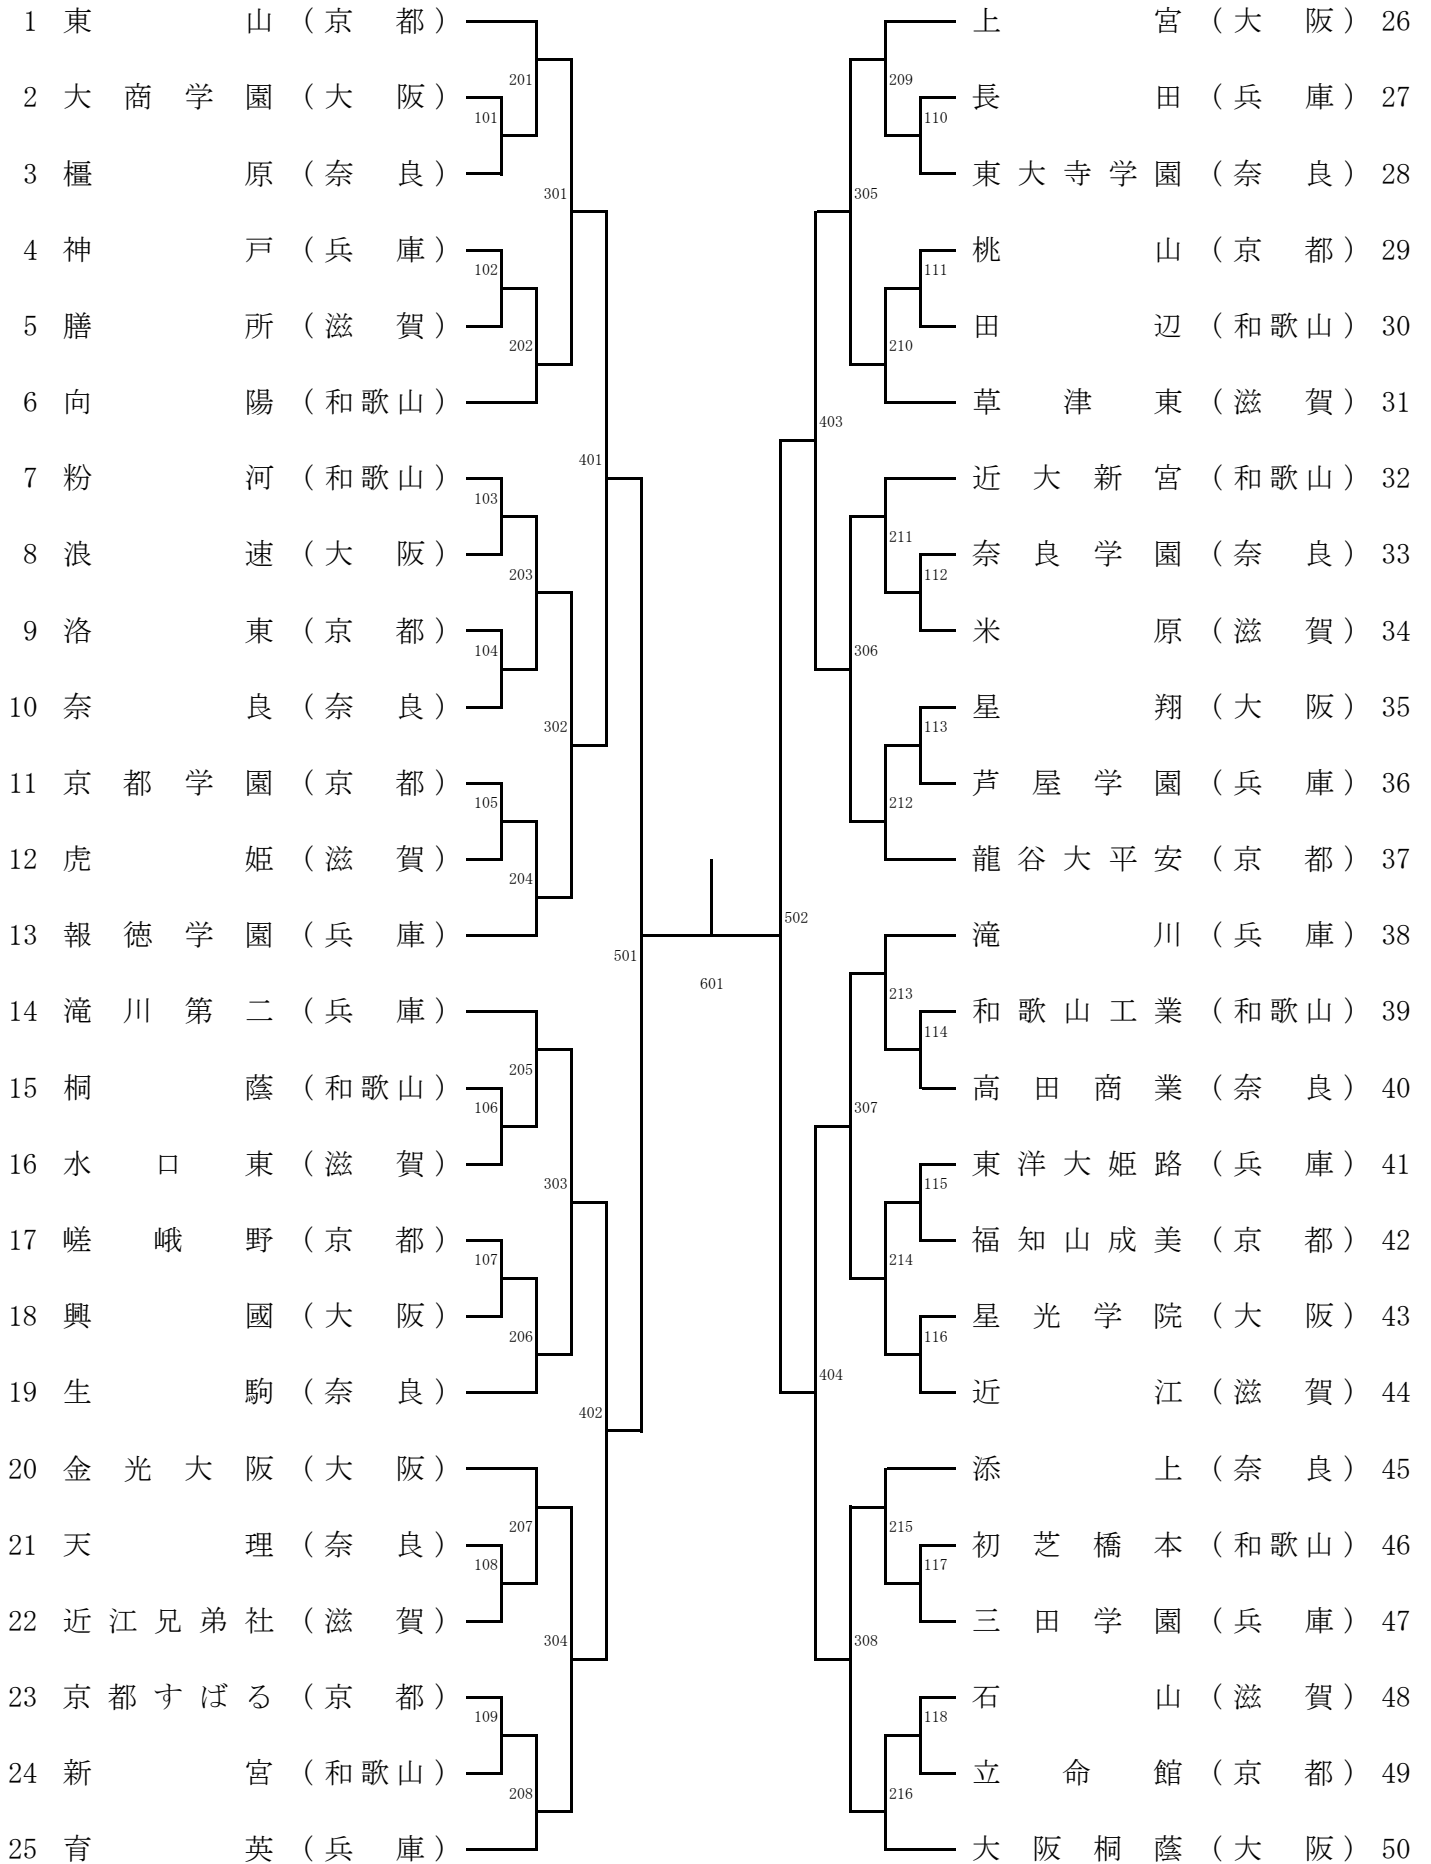 1 東山（京都）
2 大商学園（大阪）
3 橿原（奈良）
4 神戸（兵庫）
5 膳所（滋賀）
6 向陽（和歌山）
7 粉河（和歌山）
8 浪速（大阪）
9 洛東（京都）
10 奈良（奈良）
11 京都学園（京都）
12 虎姫（滋賀）
13 報徳学園（兵庫）
14 滝川第二（兵庫）
15 桐蔭（和歌山）
16 水口東（滋賀）
17 嵯峨野（京都）
18 興國（大阪）
19 生駒（奈良）
20 金光大阪（大阪）
21 天理（奈良）
22 近江兄弟社（滋賀）
23 京都すばる（京都）
24 新宮（和歌山）
25 育英（兵庫）
101
102
103
104
105
106
107
108
109
201
202
203
204
205
206
207
208
301
302
303
304
401
402
501
601
502
403
404
305
306
307
308
209
210
211
212
213
214
215
216
110
111
112
113
114
115
116
117
118
上宮（大阪）26
長田（兵庫）27
東大寺学園（奈良）28
桃山（京都）29
田辺（和歌山）30
草津東（滋賀）31
近大新宮（和歌山）32
奈良学園（奈良）33
米原（滋賀）34
星翔（大阪）35
芦屋学園（兵庫）36
龍谷大平安（京都）37
滝川（兵庫）38
和歌山工業（和歌山）39
高田商業（奈良）40
東洋大姫路（兵庫）41
福知山成美（京都）42
星光学院（大阪）43
近江（滋賀）44
添上（奈良）45
初芝橋本（和歌山）46
三田学園（兵庫）47
石山（滋賀）48
立命館（京都）49
大阪桐蔭（大阪）50